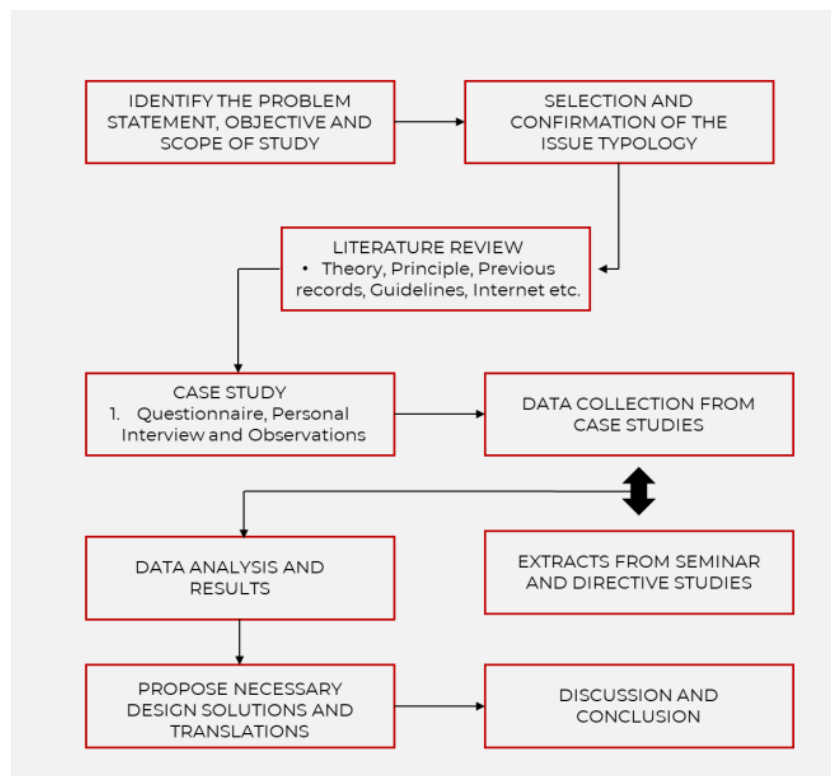 IDENTIFY THE PROBLEM
STATEMENT, OBJECTIVE AND
SCOPE OF STUDY
SELECTION AND
CONFIRMATION OF THE
ISSUE TYPOLOGY
LITERATURE REVIEW
• Theory, Principle, Previous
records, Guidelines, Internet etc.
CASE STUDY
1. Questionnaire, Personal
Interview and Observations
DATA COLLECTION FROM
CASE STUDIES
DATA ANALYSIS AND
RESULTS
EXTRACTS FROM SEMINAR
AND DIRECTIVE STUDIES
PROPOSE NECESSARY
DESIGN SOLUTIONS AND
TRANSLATIONS
DISCUSSION AND
CONCLUSION